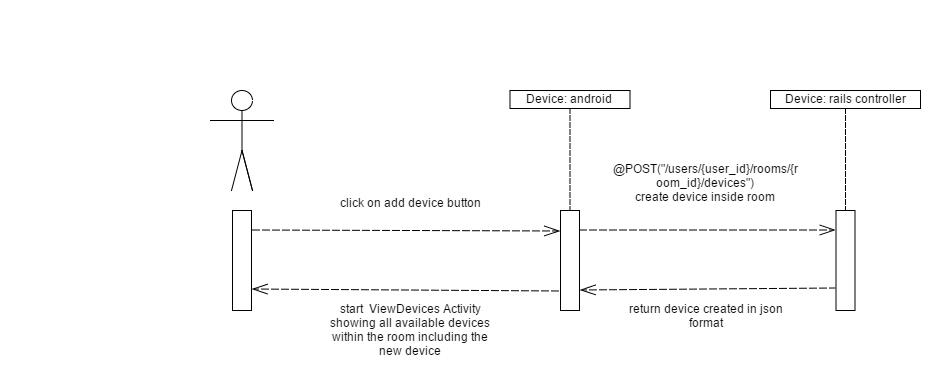 Device: android
Device: rails controller
@POST("/users/{user_id}/rooms/{r
oom_id}/devices")
create device inside room
click on add device button
start  ViewDevices Activity
showing all available devices
within the room including the
new device
return device created in json
format